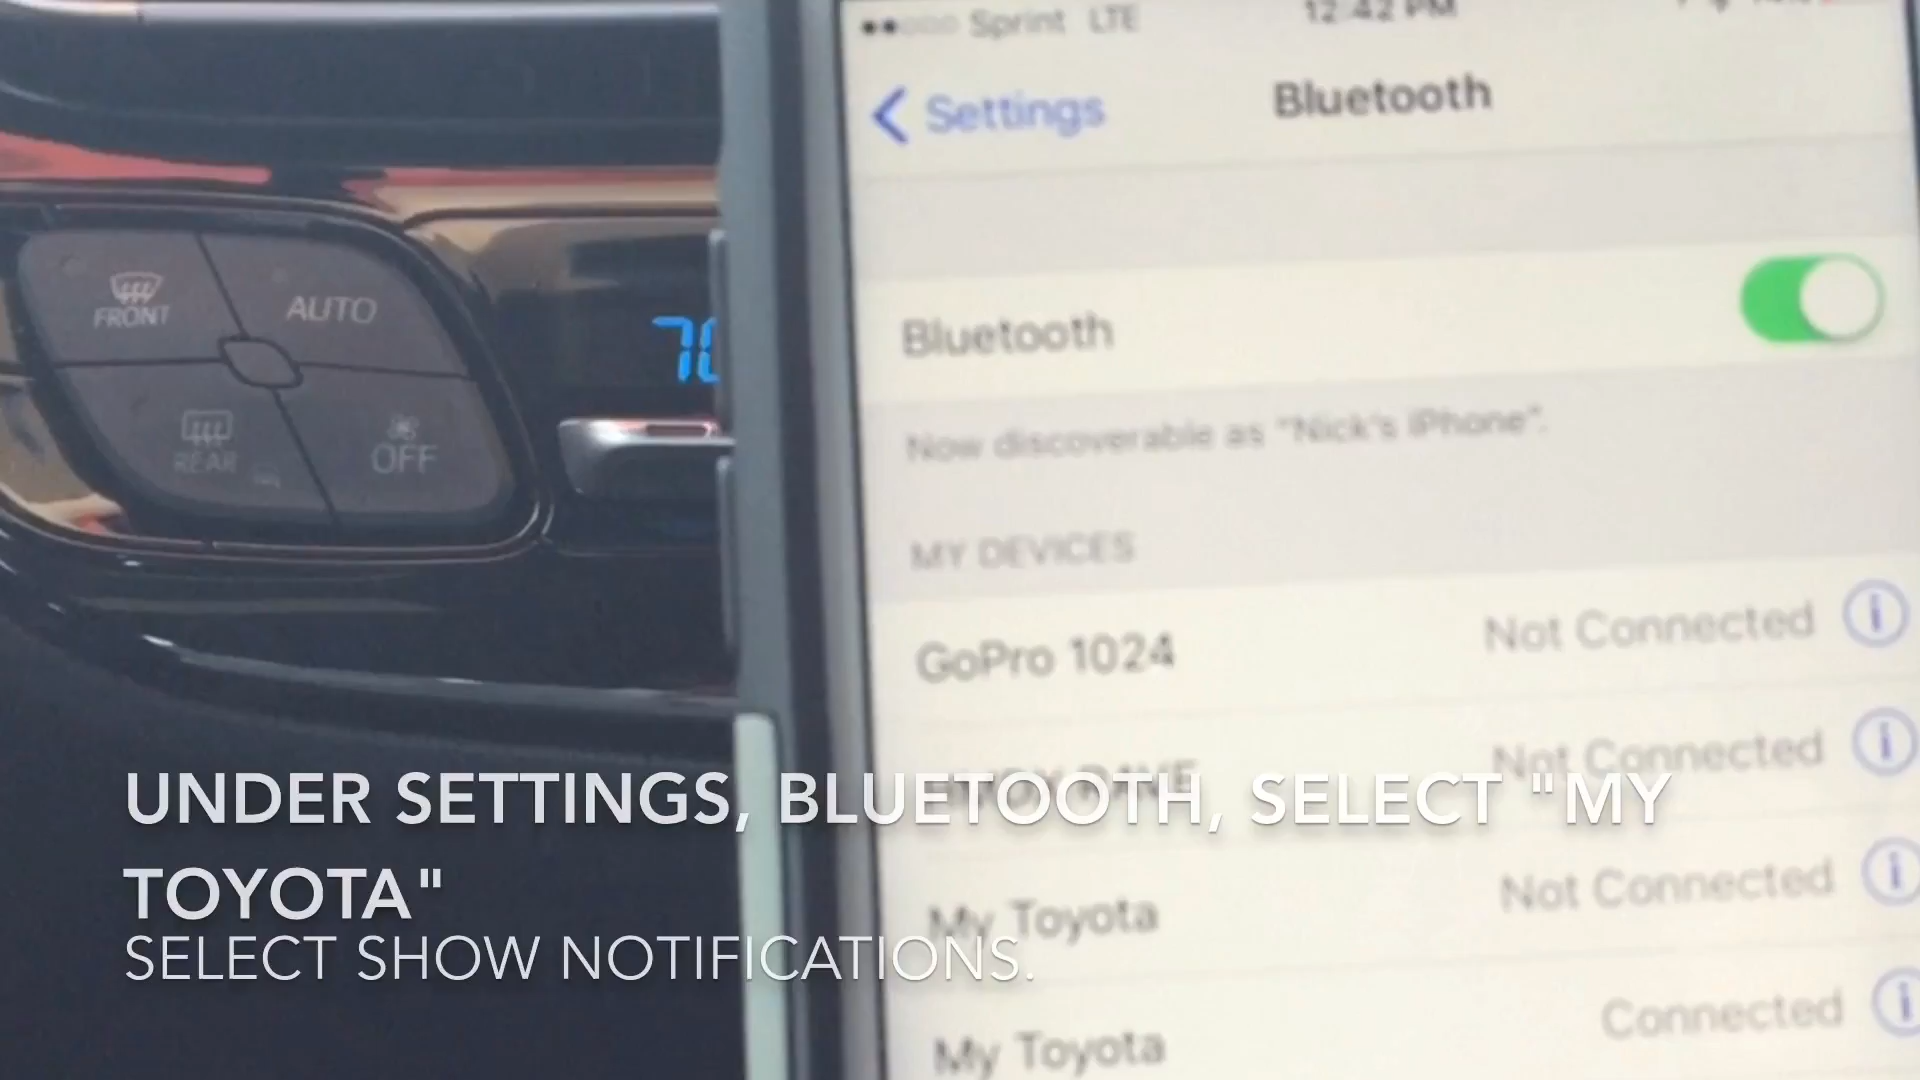 Sprint LTE 12:42 PM
Settings Bluetooth
FRONT AUTO
70
Bluetooth
REAR OFF
Now discoverable as "Nick's iPhone".
MY DEVICES
GoPro 1024 Not Connected
Not Connected
UNDER SETTINGS, BLUETOOTH, SELECT "MY
TOYOTA"
My Toyota Not Connected
SELECT SHOW NOTIFICATIONS.
My Toyota Connected